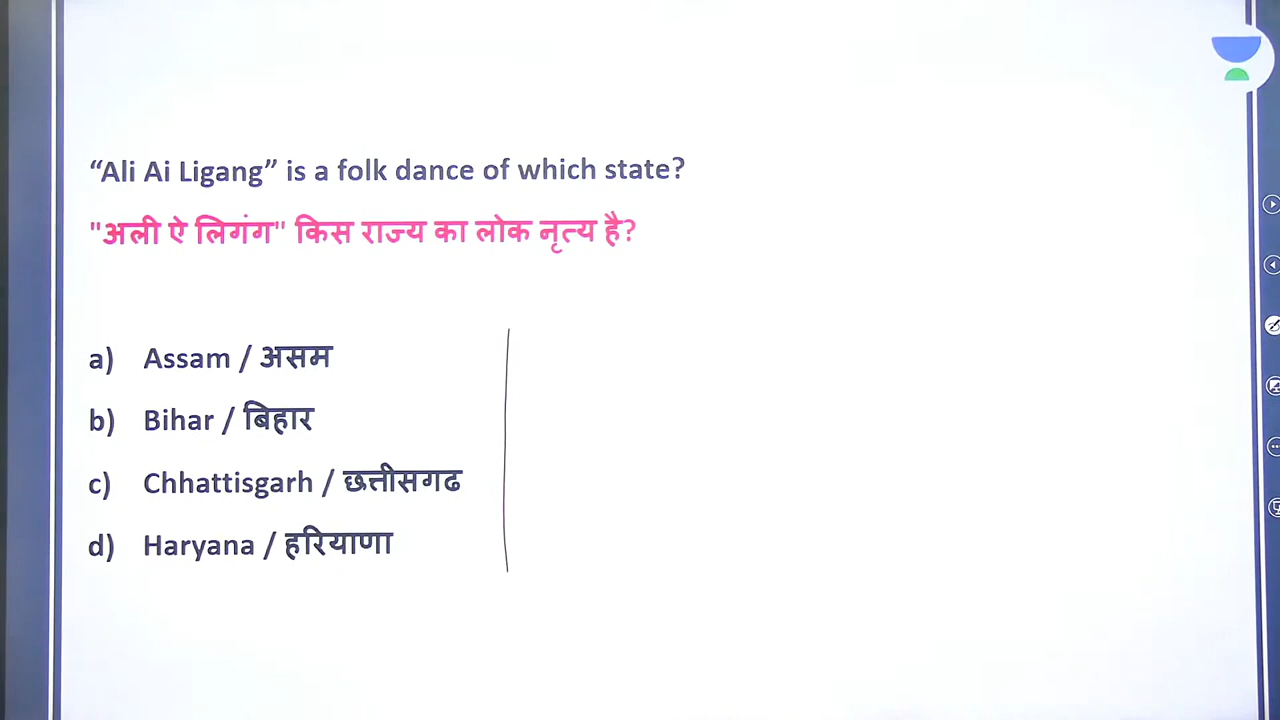 “Ali Ai Ligang” is a folk dance of which state?
"अली ऐ लिगंग" किस राज्य का लोक नृत्य है?
a) Assam / असम
b) Bihar / बिहार
c) Chhattisgarh / छत्तीसगढ
d) Haryana / हरियाणा